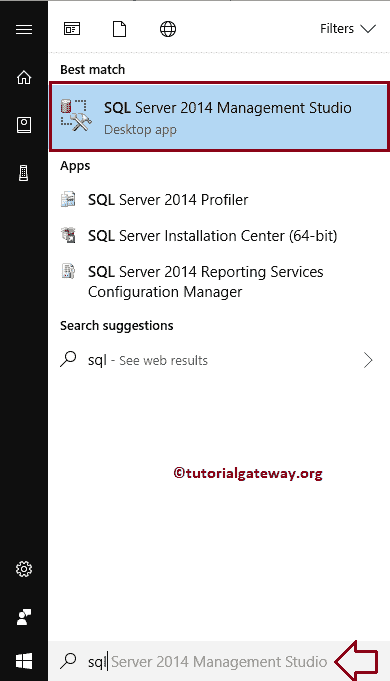 Filters
Best match
SQL Server 2014 Management Studio
Desktop app
Apps
SQL Server 2014 Profiler
SQL Server Installation Center (64-bit)
SQL Server 2014 Reporting Services
Configuration Manager
Search suggestions
sql - See web results
©tutorialgateway.org
sql Server 2014 Management Studio